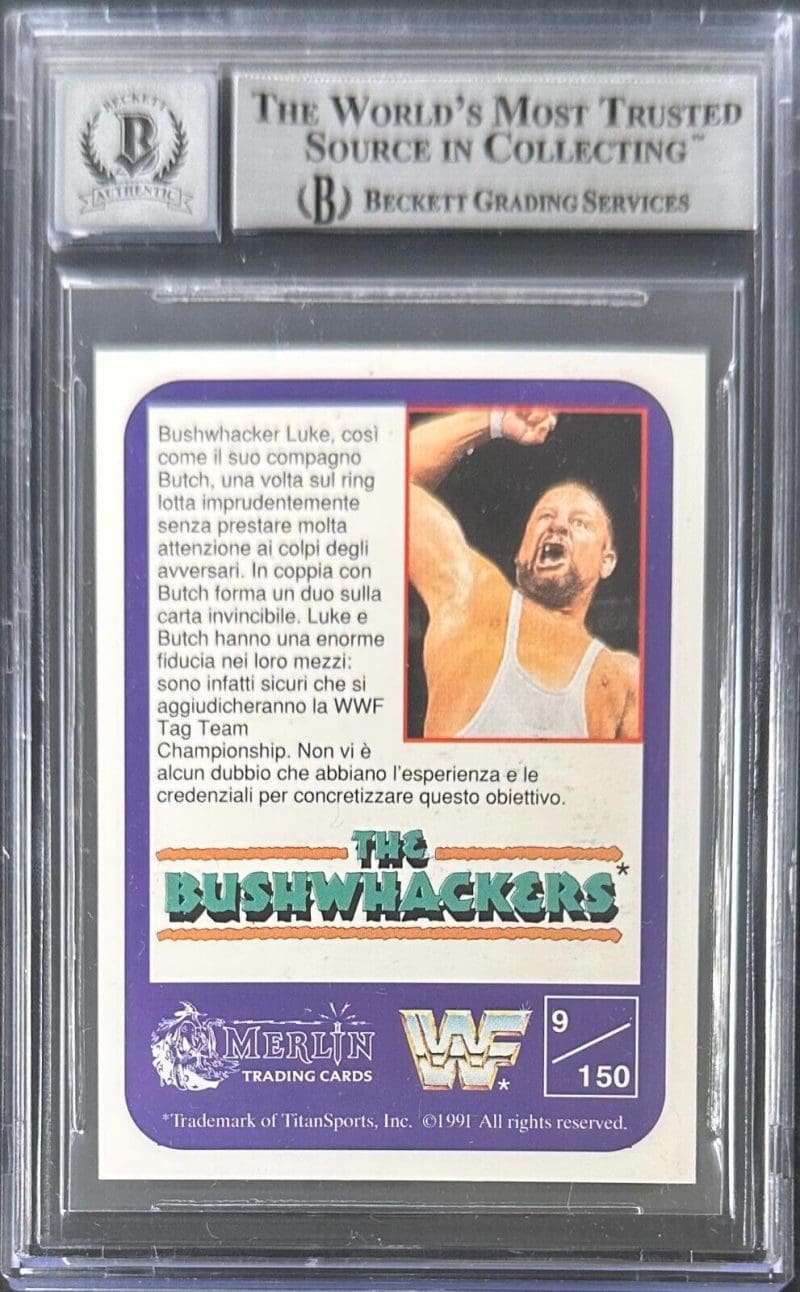 BECKETT
B
AUTHENTIC
THE WORLD'S MOST TRUSTED
SOURCE IN COLLECTING™
(B) BECKETT GRADING SERVICES
Bushwhacker Luke, così
come il suo compagno
Butch, una volta sul ring
lotta imprudentemente
senza prestare molta
attenzione ai colpi degli
avversari. In coppia con
Butch forma un duo sulla
carta invincibile. Luke e
Butch hanno una enorme
fiducia nei loro mezzi:
sono infatti sicuri che si
aggiudicheranno la WWF
Tag Team
Championship. Non vi è
alcun dubbio che abbiano l'esperienza e le
credenziali per concretizzare questo obiettivo.
THE
BUSHWHACKERS*
MERLIN
TRADING CARDS
WF*
9
150
*Trademark of TitanSports, Inc. ©1991 All rights reserved.